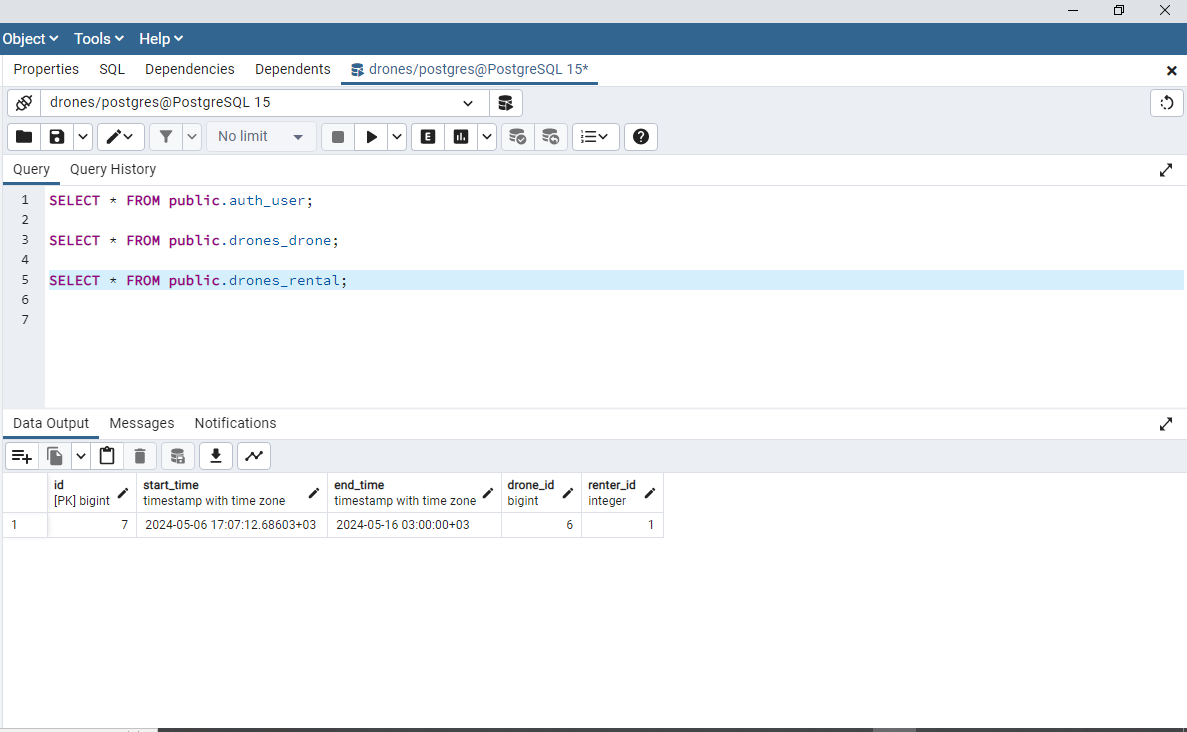 Object Tools Help
Properties SQL Dependencies Dependents drones/postgres@PostgreSQL 15*
drones/postgres@PostgreSQL 15
No limit E
Query Query History
1 SELECT * FROM public.auth_user;
2
3 SELECT * FROM public.drones_drone;
4
5 SELECT * FROM public.drones_rental;
6
7
Data Output Messages Notifications
id start_time end_time drone_id renter_id
[PK] bigint timestamp with time zone timestamp with time zone bigint integer
1 7 2024-05-06 17:07:12.68603+03 2024-05-16 03:00:00+03 6 1